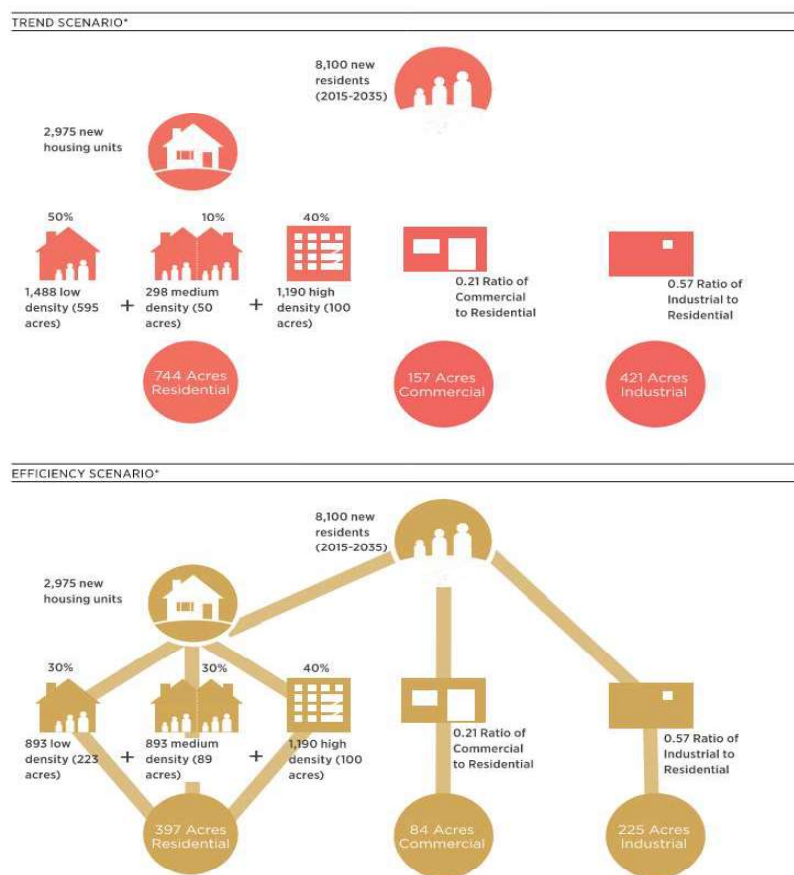 TREND SCENARIO*
8,100 new
residents
(2015-2035)
2,975 new
housing units
50%
10%
40%
1,488 low
density (595
acres)
+
298 medium
density (50
acres)
+
1,190 high
density (100
acres)
0.21 Ratio of
Commercial
to Residential
0.57 Ratio of
Industrial to
Residential
744 Acres
Residential
157 Acres
Commercial
421 Acres
Industrial
EFFICIENCY SCENARIO*
8,100 new
residents
(2015-2035)
2,975 new
housing units
30%
30%
40%
893 low
density (223
acres)
+
893 medium
density (89
acres)
+
1,190 high
density (100
acres)
0.21 Ratio of
Commercial
to Residential
0.57 Ratio of
Industrial to
Residential
397 Acres
Residential
84 Acres
Commercial
225 Acres
Industrial